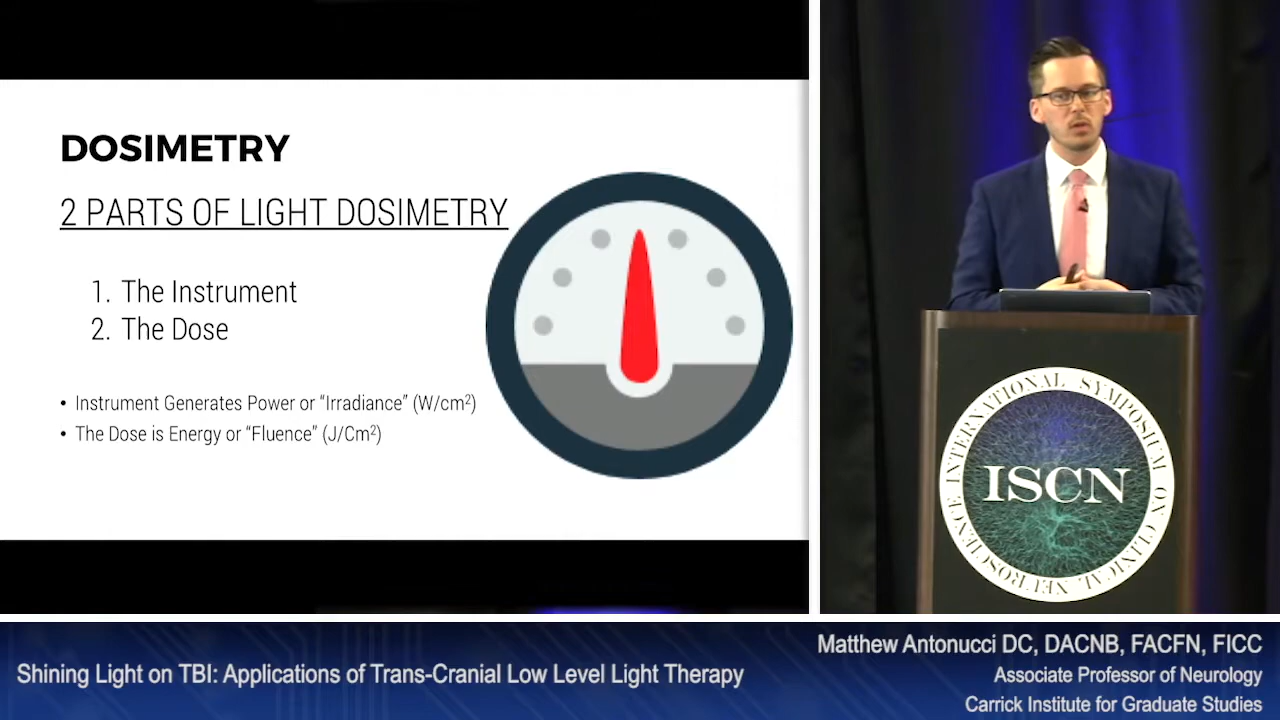 DOSIMETRY
2 PARTS OF LIGHT DOSIMETRY
1. The Instrument
2. The Dose
• Instrument Generates Power or “Irradiance” (W/cm²)
• The Dose is Energy or “Fluence” (J/Cm²)
INTERNATIONAL SYMPOSIUM ON CLINICAL NEUROSCIENCE
ISCN
Shining Light on TBI: Applications of Trans-Cranial Low Level Light Therapy
Matthew Antonucci DC, DACNB, FACFN, FICC
Associate Professor of Neurology
Carrick Institute for Graduate Studies